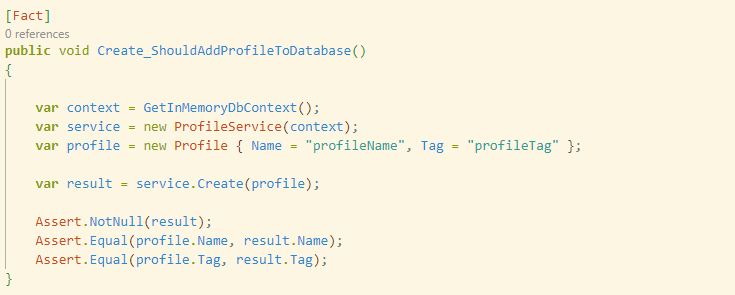 [Fact]
0 references
public void Create_ShouldAddProfileToDatabase()
{
var context = GetInMemoryDbContext();
var service = new ProfileService(context);
var profile = new Profile { Name = "profileName", Tag = "profileTag" };
var result = service.Create(profile);
Assert.NotNull(result);
Assert.Equal(profile.Name, result.Name);
Assert.Equal(profile.Tag, result.Tag);
}